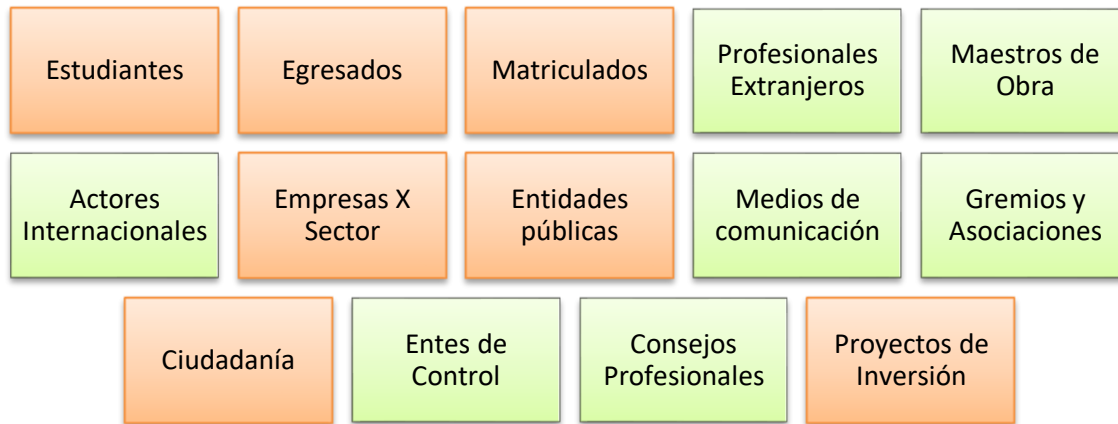 Estudiantes
Egresados
Matriculados
Profesionales
Extranjeros
Maestros de
Obra
Actores
Internacionales
Empresas X
Sector
Entidades
públicas
Medios de
comunicación
Gremios y
Asociaciones
Ciudadanía
Entes de
Control
Consejos
Profesionales
Proyectos de
Inversión